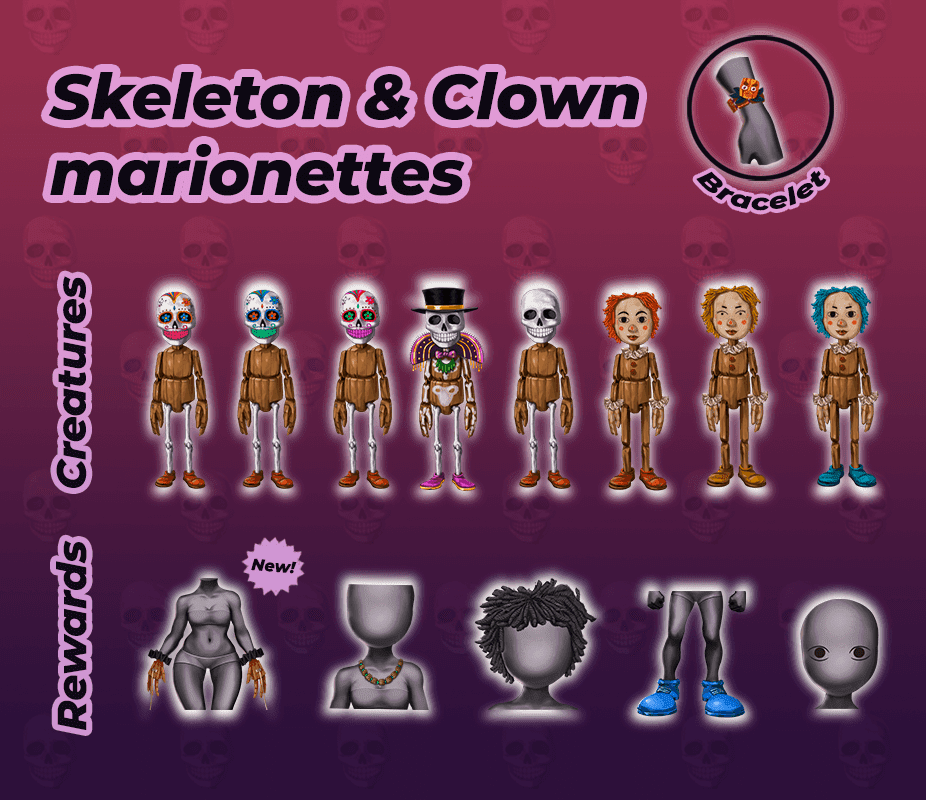 Skeleton & Clown
marionettes
Bracelet
Creatures
Rewards
New!